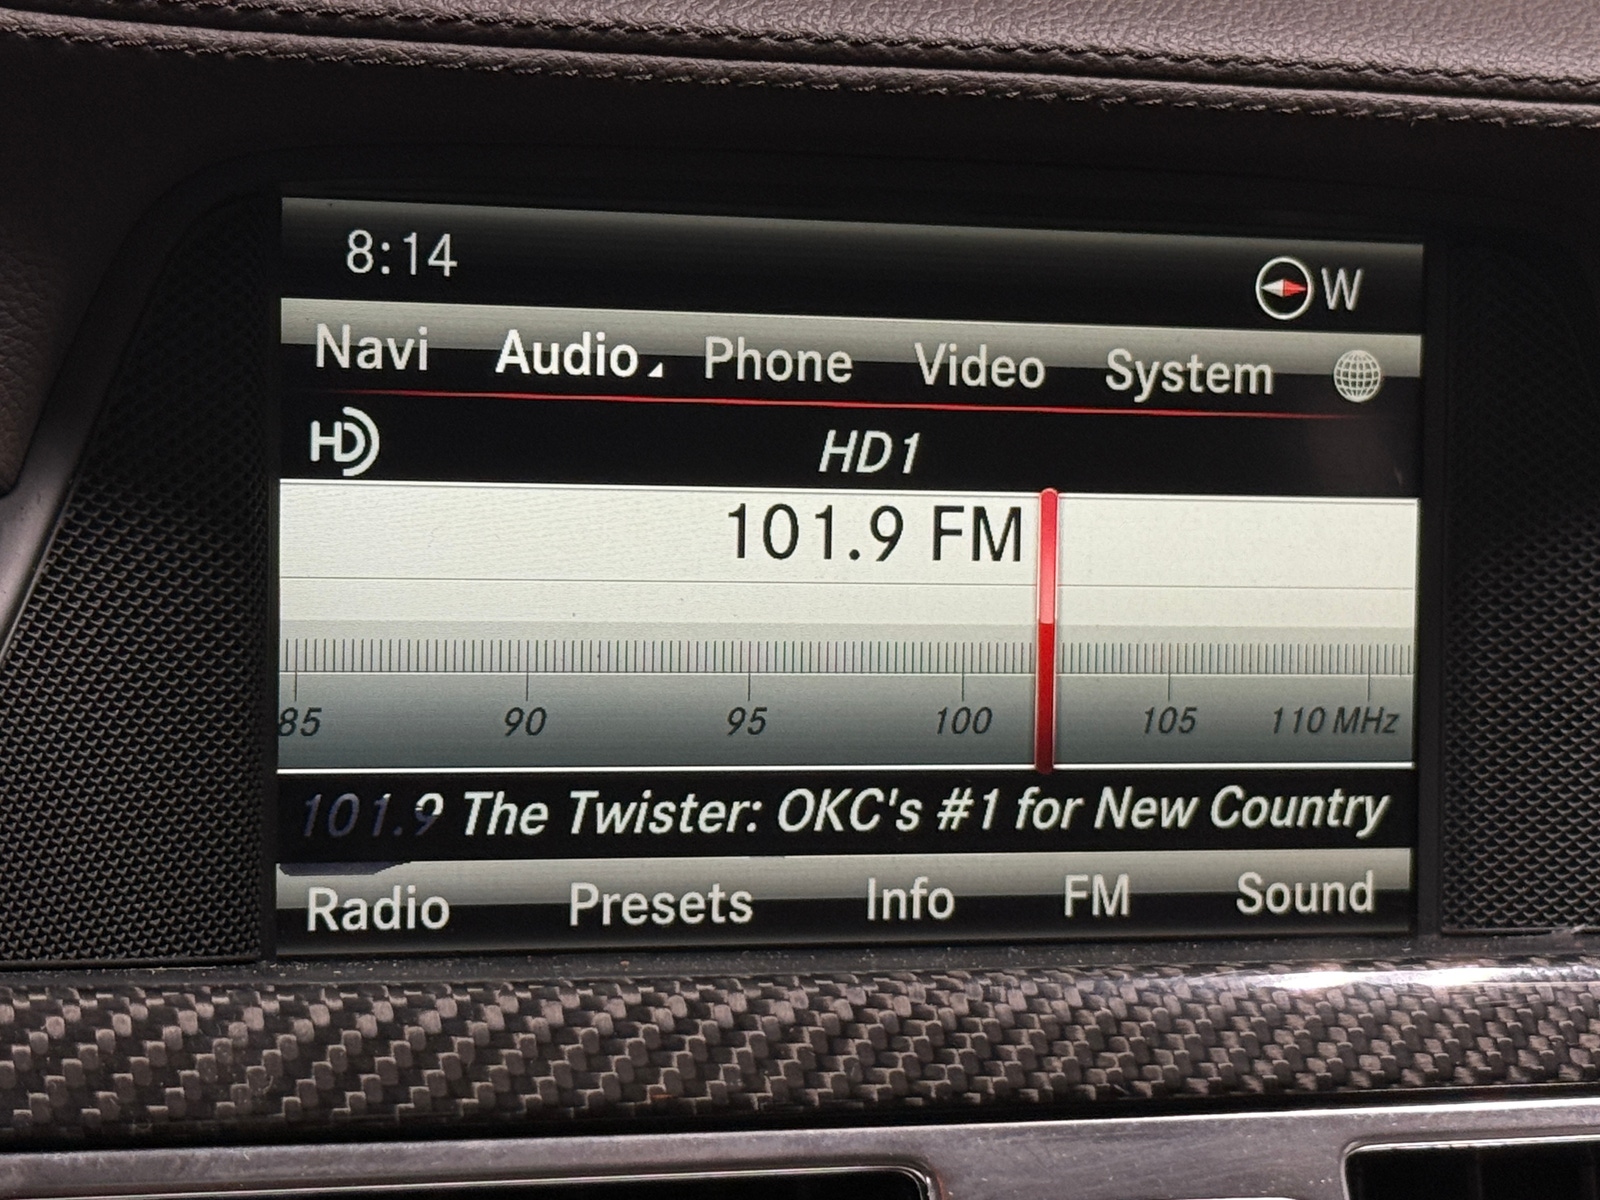 8:14 W
Navi Audio Phone Video System
HD HD1
101.9 FM
85 90 95 100 105 110 MHz
101.9 The Twister: OKC's #1 for New Country
Radio Presets Info FM Sound